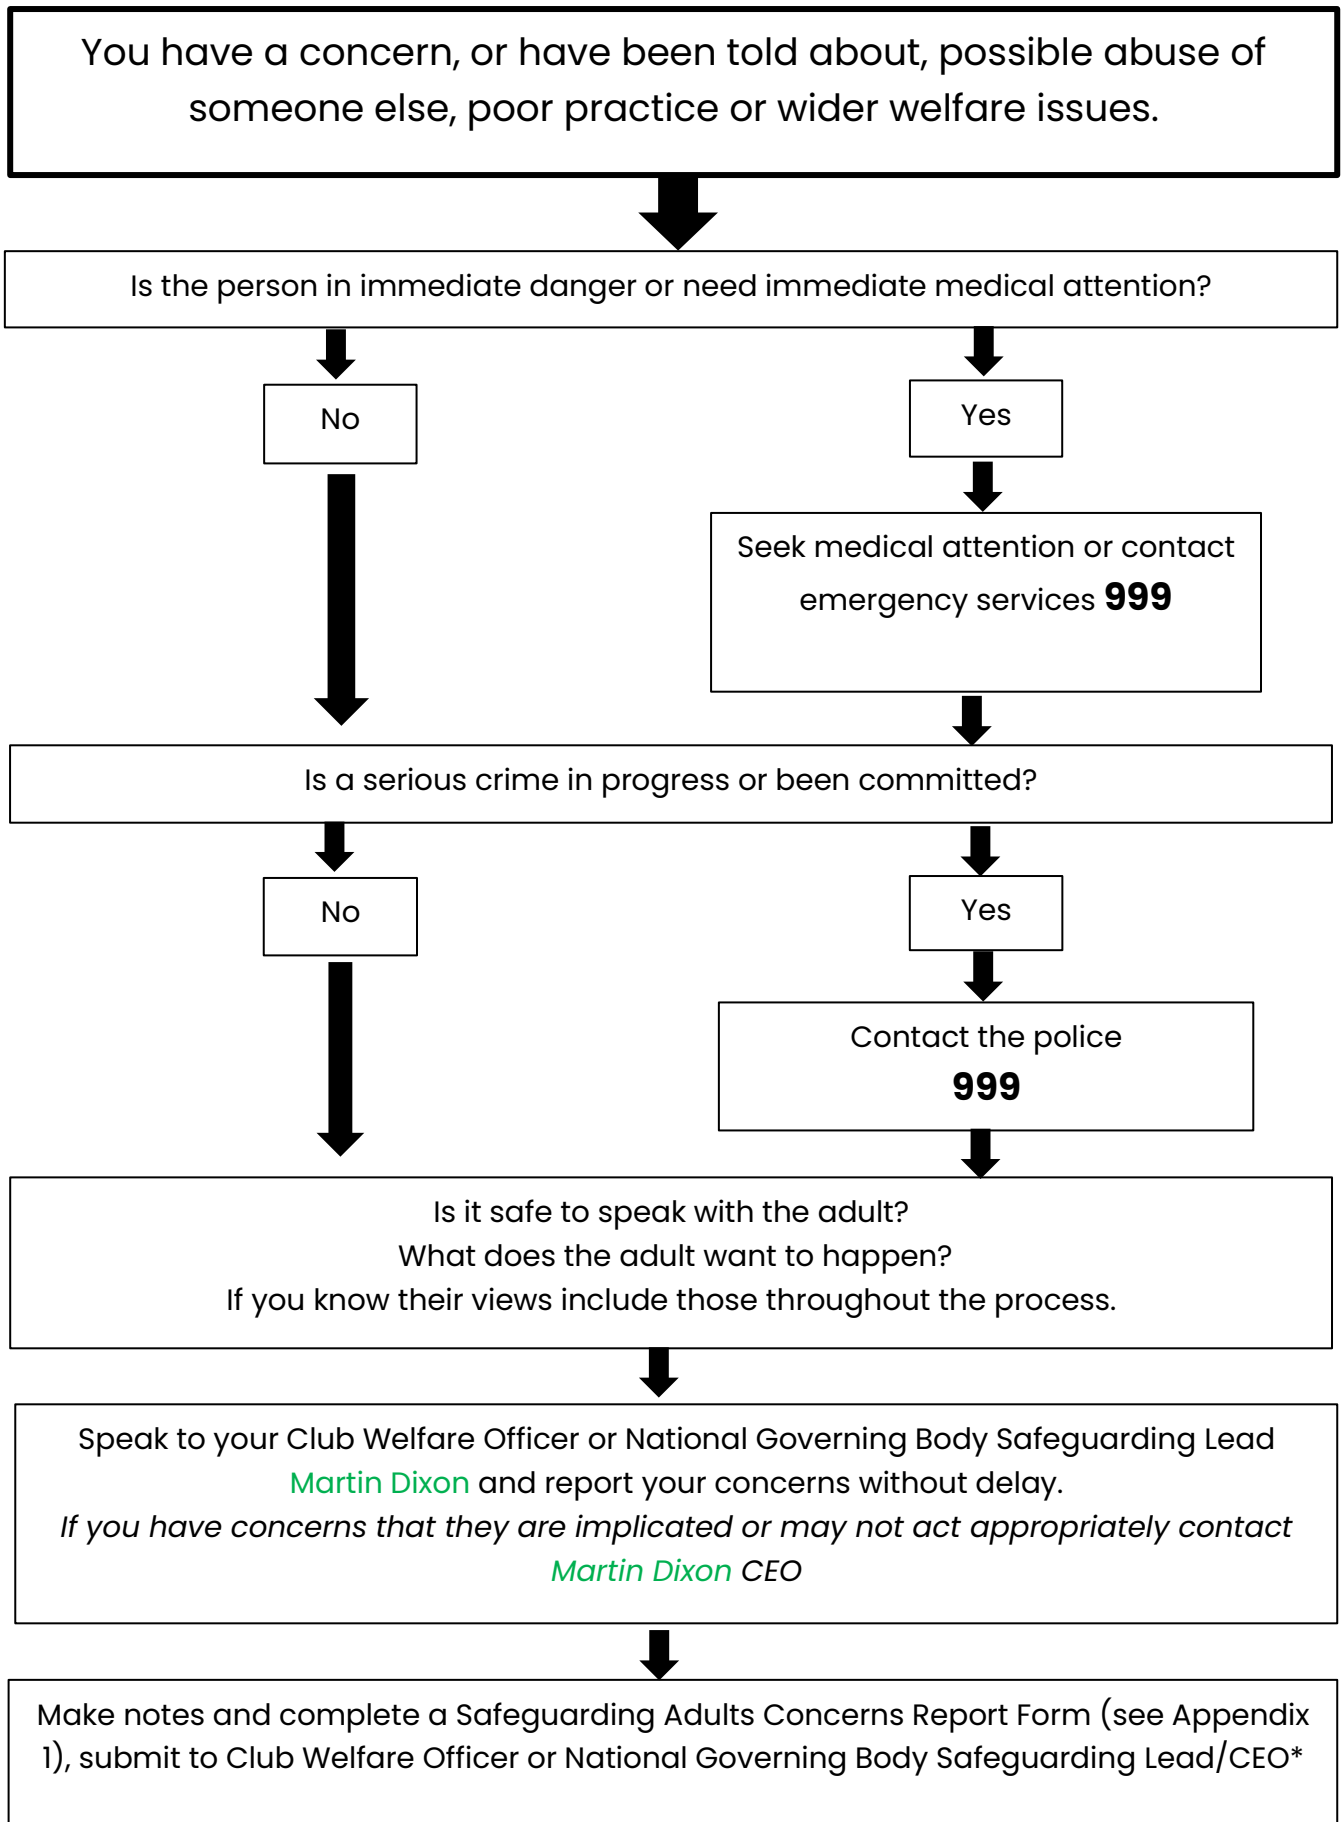 You have a concern, or have been told about, possible abuse of
someone else, poor practice or wider welfare issues.
Is the person in immediate danger or need immediate medical attention?
No
Yes
Seek medical attention or contact
emergency services 999
Is a serious crime in progress or been committed?
No
Yes
Contact the police
999
Is it safe to speak with the adult?
What does the adult want to happen?
If you know their views include those throughout the process.
Speak to your Club Welfare Officer or National Governing Body Safeguarding Lead
Martin Dixon and report your concerns without delay.
If you have concerns that they are implicated or may not act appropriately contact
Martin Dixon CEO
Make notes and complete a Safeguarding Adults Concerns Report Form (see Appendix
1), submit to Club Welfare Officer or National Governing Body Safeguarding Lead/CEO*